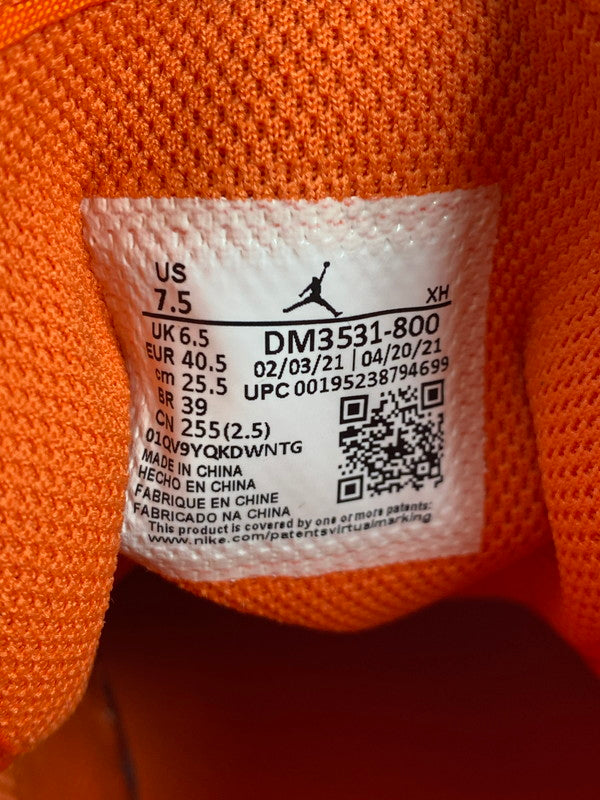 US
7.5
XH
UK 6.5
EUR 40.5
cm 25.5
BR 39
CN 255(2.5)
DM3531-800
02/03/21 | 04/20/21
UPC 00195238794699
01QV9YQKDWNTG
MADE IN CHINA
HECHO EN CHINA
FABRIQUE EN CHINE
FABRICADO NA CHINA
This product is covered by one or more patents:
www.nike.com/patentsvirtualmarking